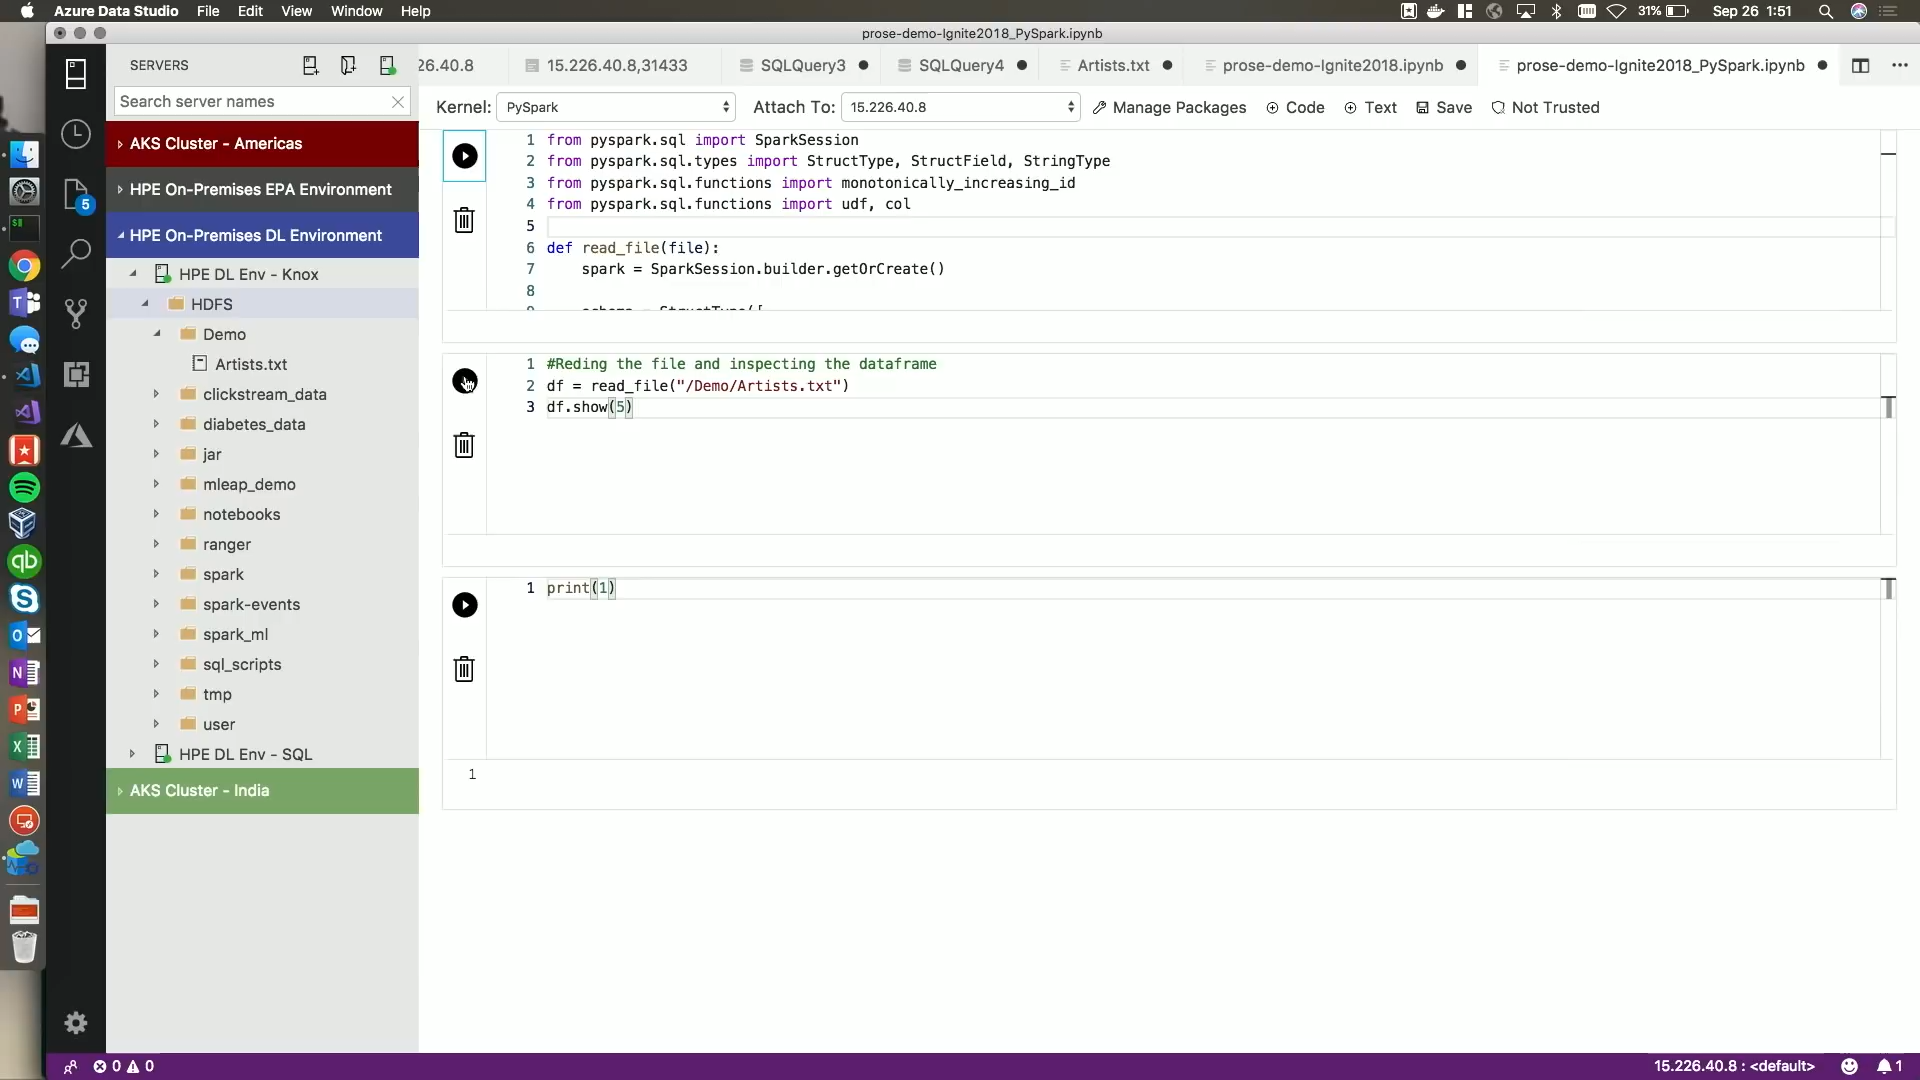 Azure Data Studio File Edit View Window Help
31% Sep 26 1:51
prose-demo-Ignite2018_PySpark.ipynb
SERVERS
26.40.8
15.226.40.8,31433
SQLQuery3
SQLQuery4
Artists.txt
prose-demo-Ignite2018.ipynb
prose-demo-Ignite2018_PySpark.ipynb
Search server names
Kernel: PySpark
Attach To: 15.226.40.8
Manage Packages
Code
Text
Save
Not Trusted
5
AKS Cluster - Americas
HPE On-Premises EPA Environment
HPE On-Premises DL Environment
HPE DL Env - Knox
HDFS
Demo
Artists.txt
clickstream_data
diabetes_data
jar
mleap_demo
notebooks
ranger
spark
spark-events
spark_ml
sql_scripts
tmp
user
HPE DL Env - SQL
AKS Cluster - India
1 from pyspark.sql import SparkSession
2 from pyspark.sql.types import StructType, StructField, StringType
3 from pyspark.sql.functions import monotonically_increasing_id
4 from pyspark.sql.functions import udf, col
5
6 def read_file(file):
7 spark = SparkSession.builder.getOrCreate()
8
9 schema = StructType([
1 #Reding the file and inspecting the dataframe
2 df = read_file("/Demo/Artists.txt")
3 df.show(5)
1 print(1)
1
0 0
15.226.40.8 : <default>
1